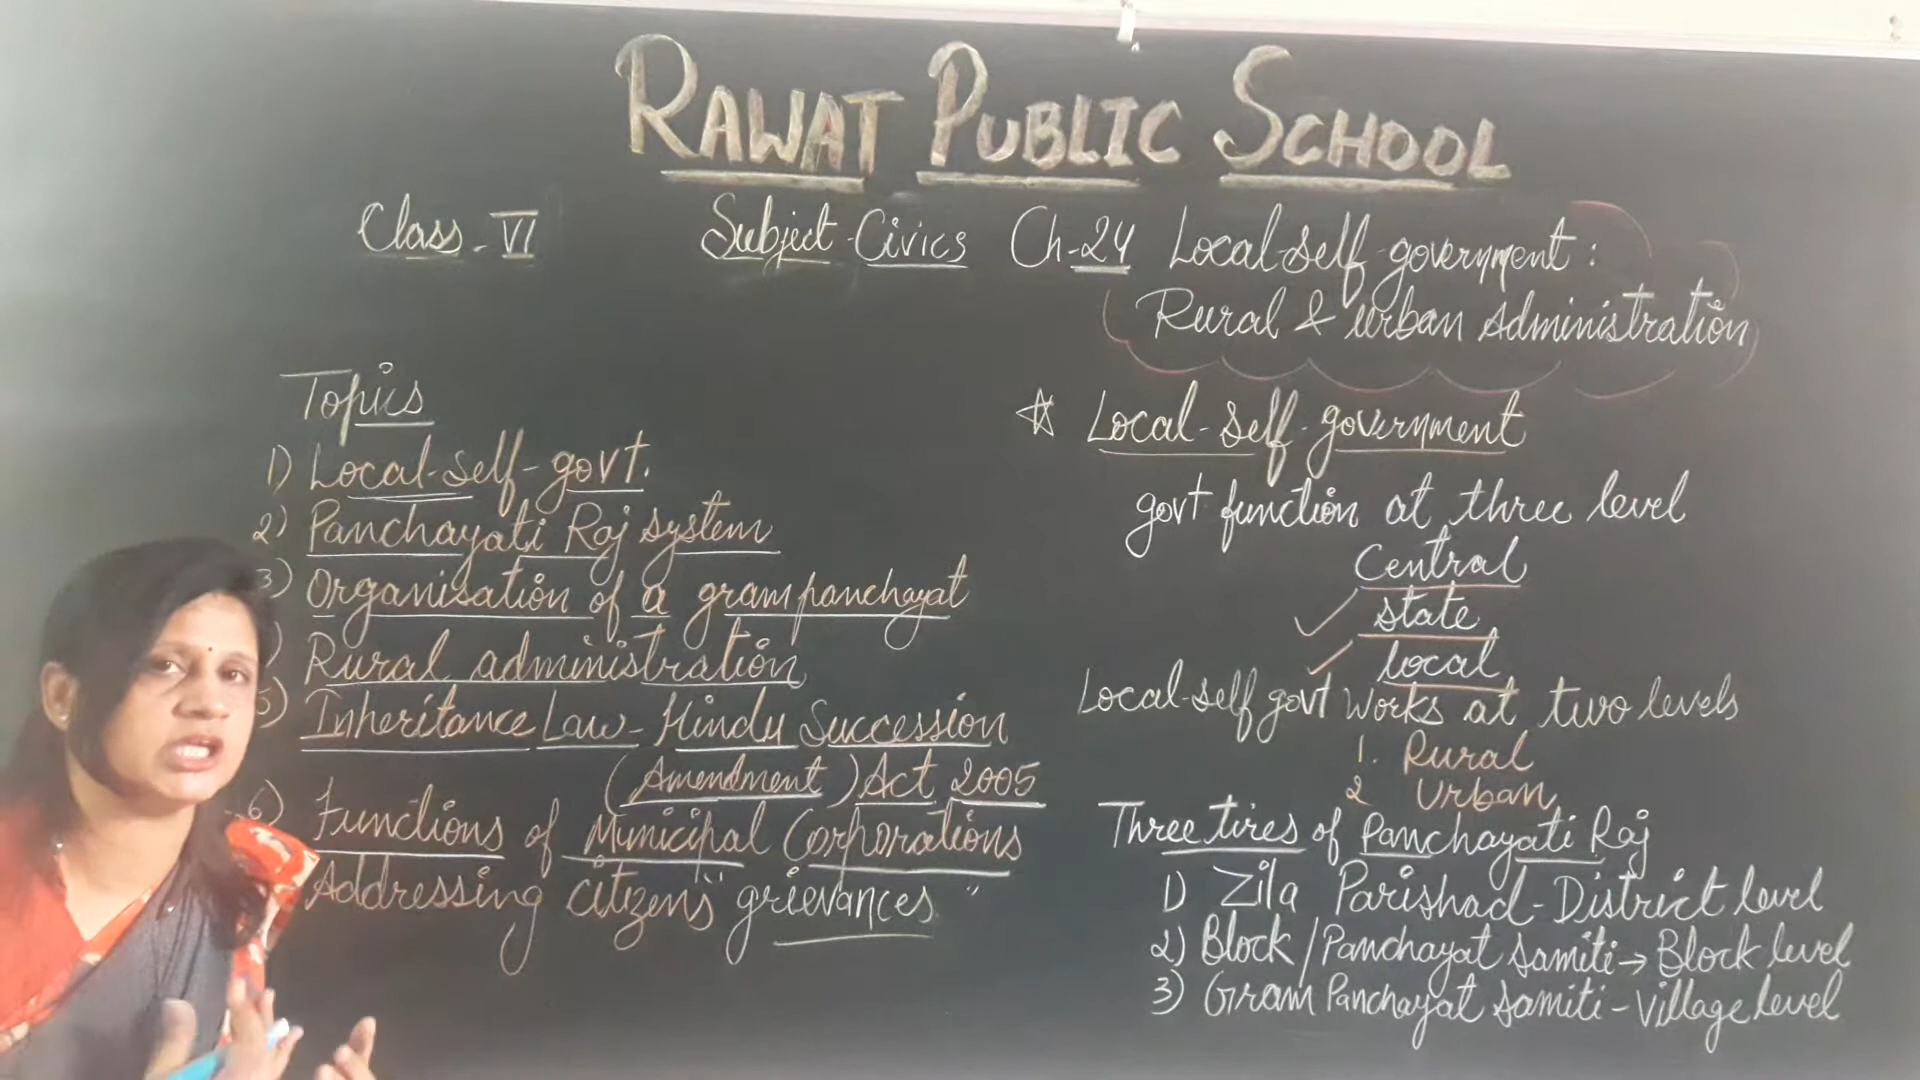 RAWAT PUBLIC SCHOOL
Class-VI Subject-Civics Ch-24 Local-self-government:
Rural & urban Administration
Topics
1) Local-self-govt.
2) Panchayati Raj system
3) Organisation of a gram panchayat
) Rural administration
5) Inheritance Law-Hindu Succession
(Amendment) Act 2005
6) Functions of Municipal Corporations
Addressing citizen's grievances "
☆ Local-self-government
govt function at three level
Central
state
local
Local-self govt works at two levels
1. Rural
2 Urban
Three tires of Panchayati Raj
1) Zila Parishad-District level
2) Block/Panchayat samiti→Block level
3) Gram Panchayat samiti-Village level